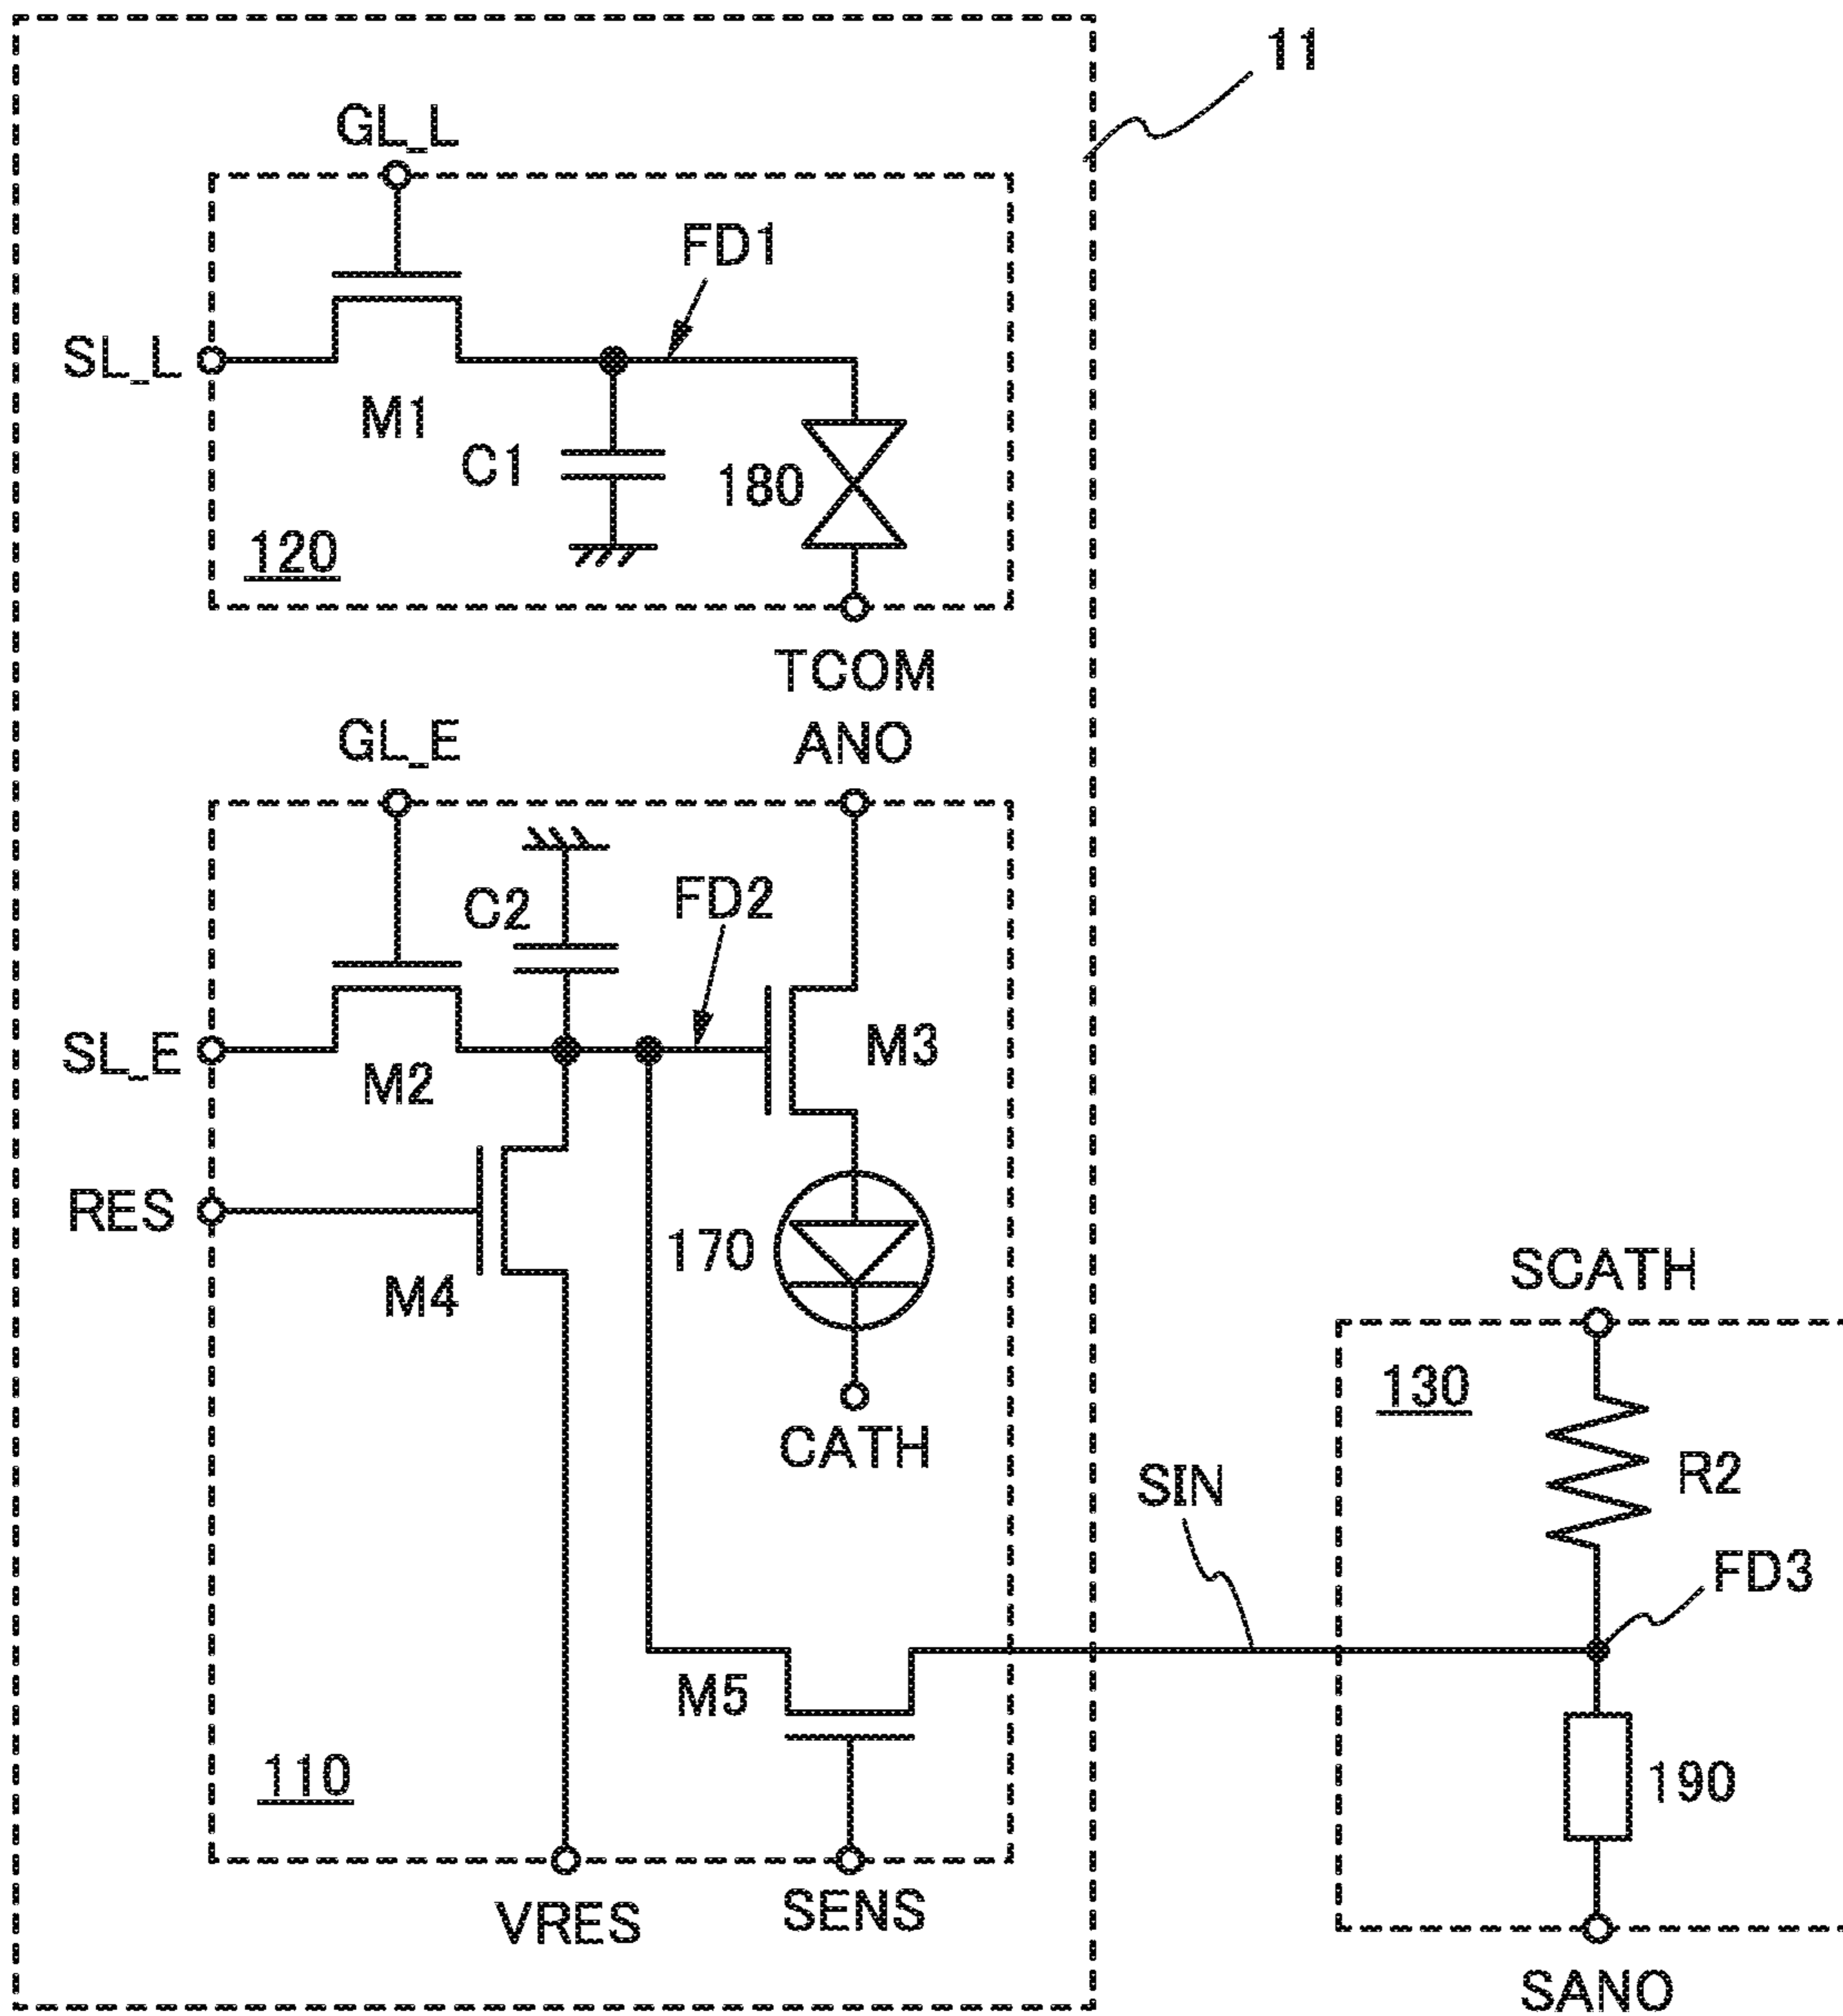 11
GL_L
FD1
SL_L
M1
C1
180
120
TCOM
GL_E
ANO
C2
FD2
SL_E
M2
M3
RES
M4
170
CATH
SCATH
130
R2
SIN
FD3
M5
110
190
VRES
SENS
SANO